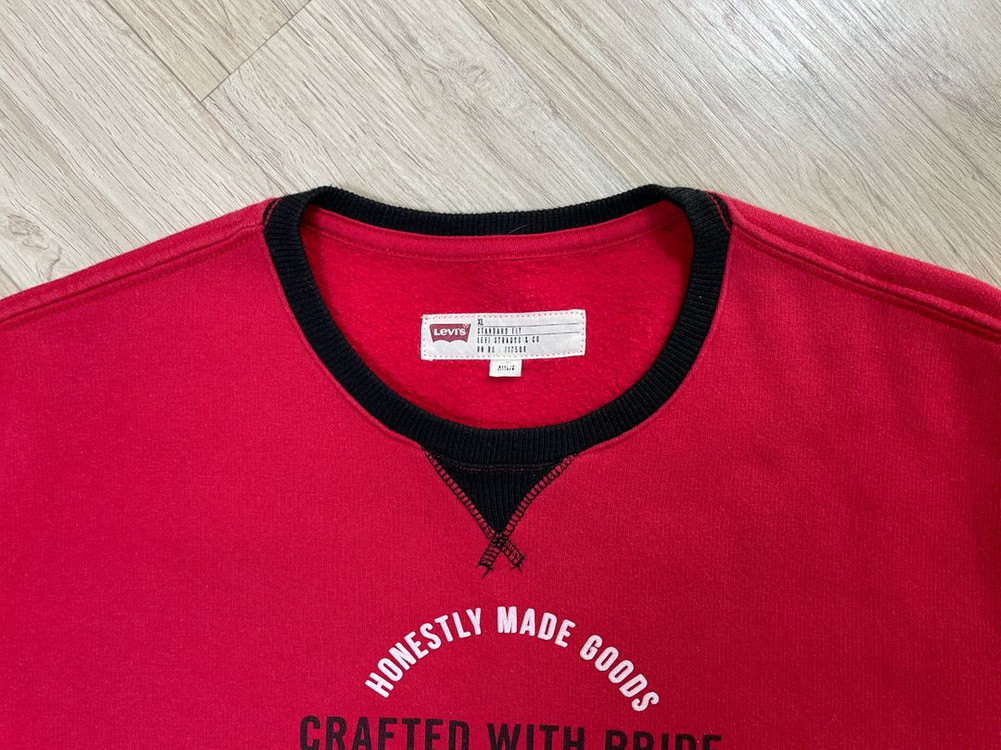 LEVI'S
XL
STANDARD FIT
LEVI STRAUSS & CO
HONESTLY MADE GOODS
CRAFTED WITH PRIDE